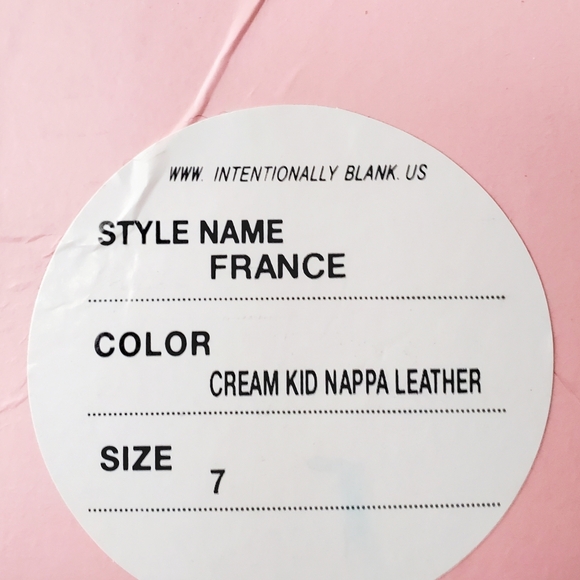 WWW. INTENTIONALLY BLANK. US
STYLE NAME
FRANCE
COLOR
CREAM KID NAPPA LEATHER
SIZE
7